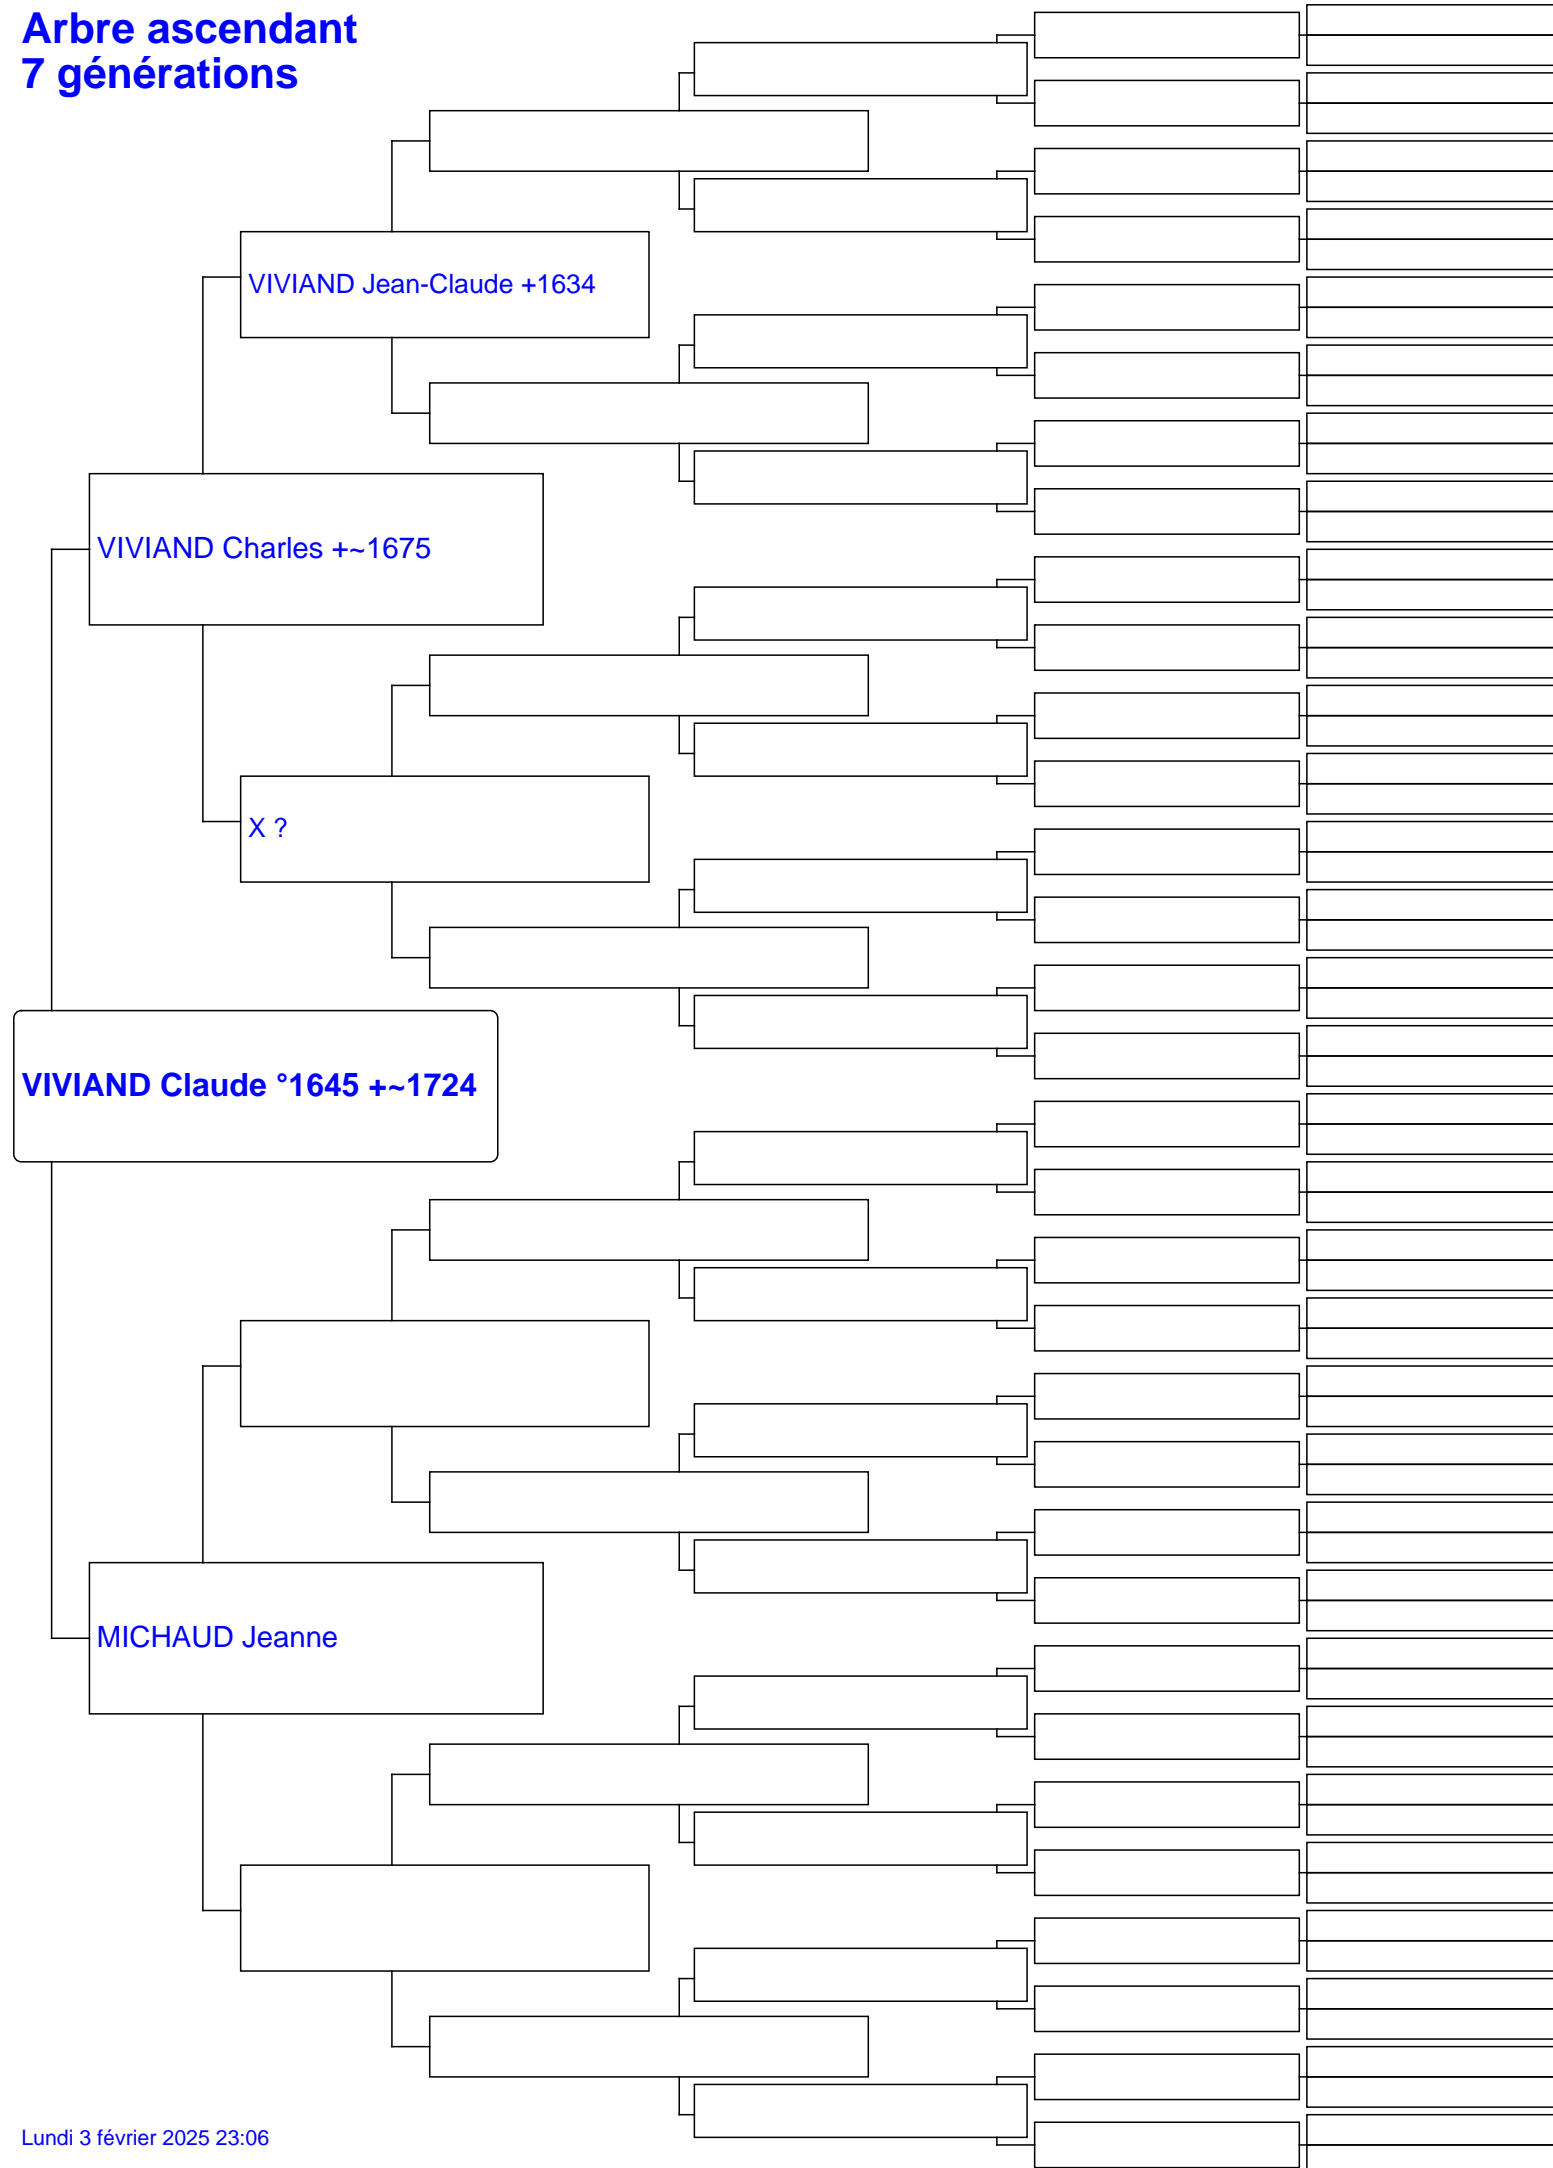 Arbre ascendant
7 générations
VIVIAND Jean-Claude +1634
VIVIAND Charles +~1675
X ?
VIVIAND Claude °1645 +~1724
MICHAUD Jeanne
Lundi 3 février 2025 23:06